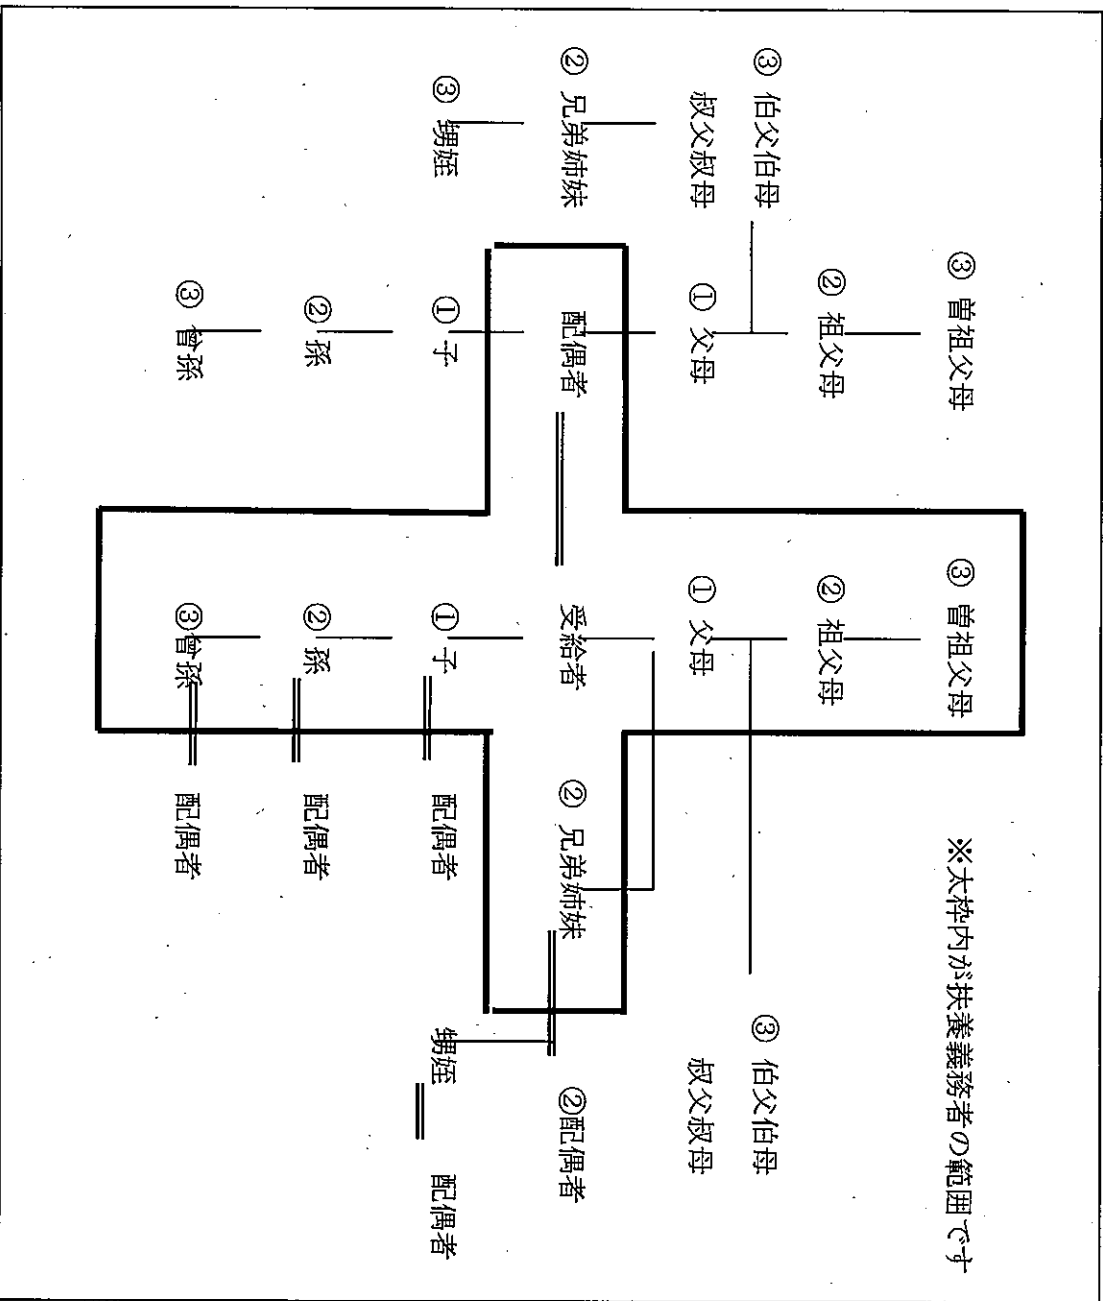 ※太枠内が扶養義務者の範囲です
③ 曽祖父母
③ 曽祖父母
② 祖父母
② 祖父母
③ 伯父伯母
叔父叔母
③ 伯父伯母
叔父叔母
① 父母
① 父母
② 兄弟姉妹
配偶者
受給者
② 兄弟姉妹
②配偶者
③ 甥姪
① 子
① 子
配偶者
甥姪
配偶者
② 孫
② 孫
配偶者
③ 曾孫
③曾孫
配偶者